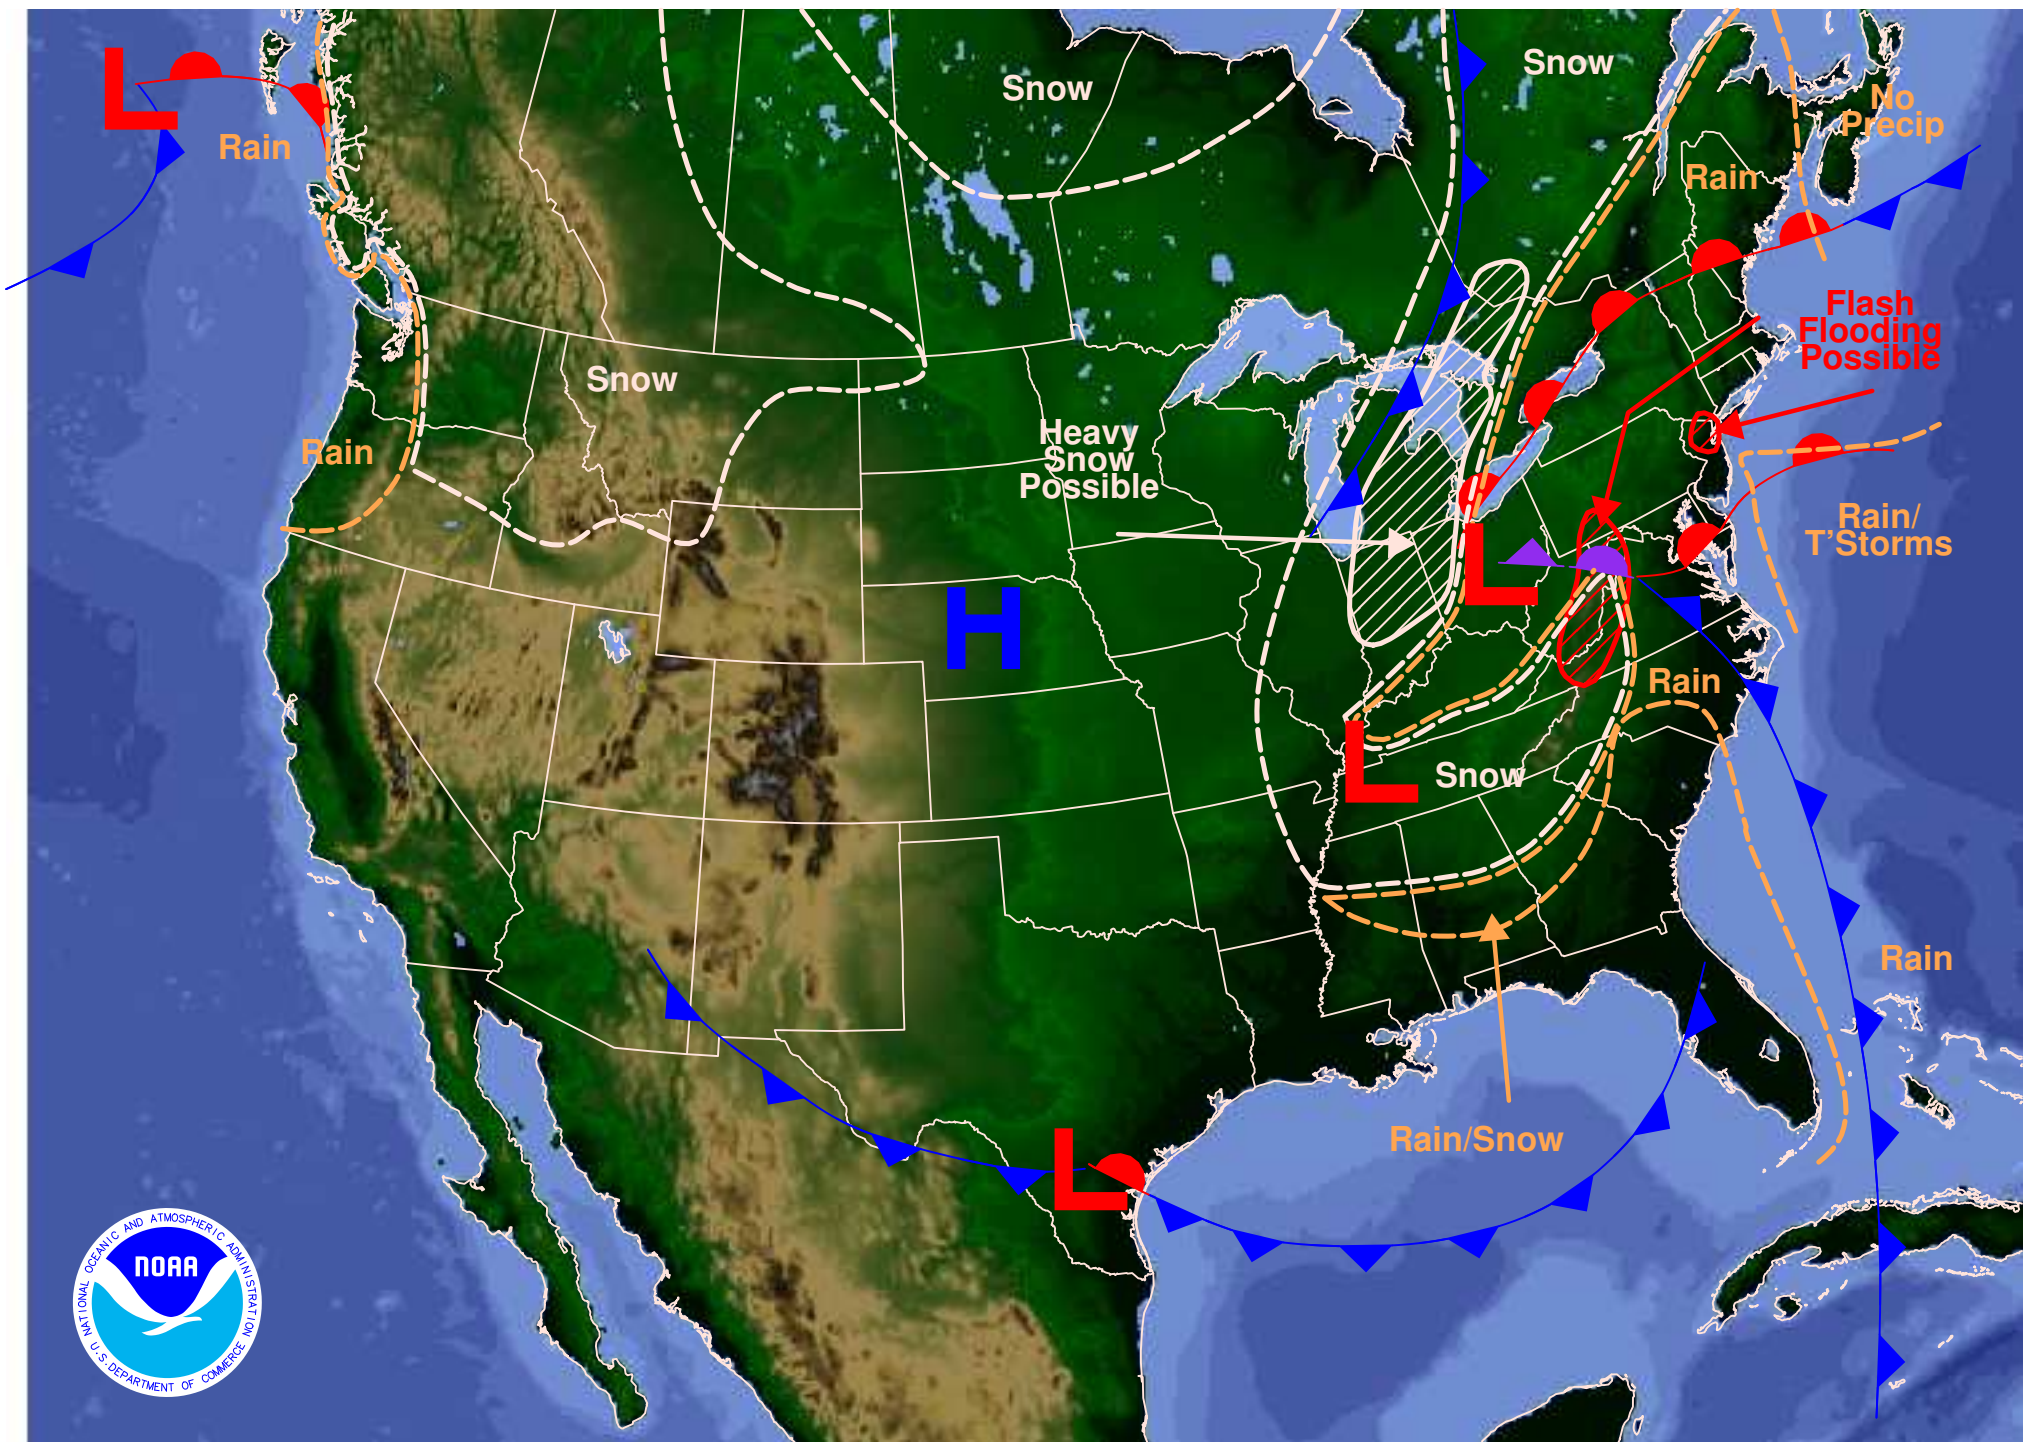 L
Snow
Snow
No
Precip
Rain
Rain
Flash
Flooding
Possible
Snow
Heavy
Snow
Possible
Rain
Rain/
T'Storms
L
H
Rain
L
Snow
Rain
Rain/Snow
L
NATIONAL OCEANIC AND ATMOSPHERIC ADMINISTRATION
NOAA
U.S. DEPARTMENT OF COMMERCE